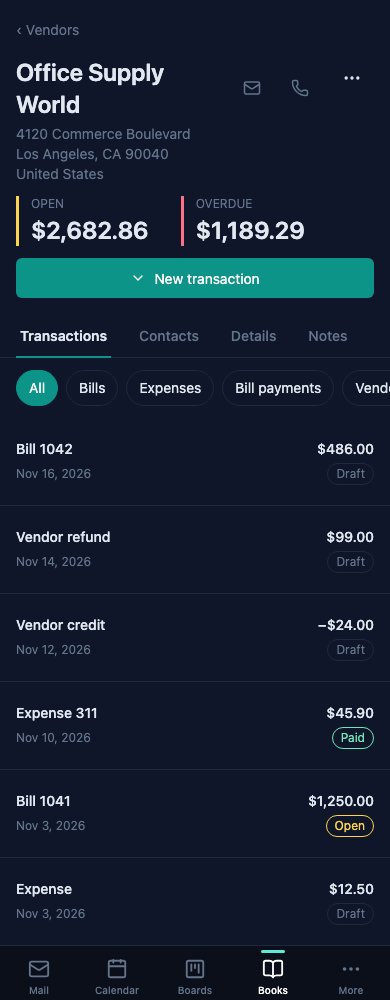 ‹ Vendors
Office Supply
World
4120 Commerce Boulevard
Los Angeles, CA 90040
United States
OPEN
$2,682.86
OVERDUE
$1,189.29
New transaction
Transactions Contacts Details Notes
All Bills Expenses Bill payments
Bill 1042 $486.00
Nov 16, 2026 Draft
Vendor refund $99.00
Nov 14, 2026 Draft
Vendor credit –$24.00
Nov 12, 2026 Draft
Expense 311 $45.90
Nov 10, 2026 Paid
Bill 1041 $1,250.00
Nov 3, 2026 Open
Expense $12.50
Nov 3, 2026 Draft
Mail Calendar Boards Books More